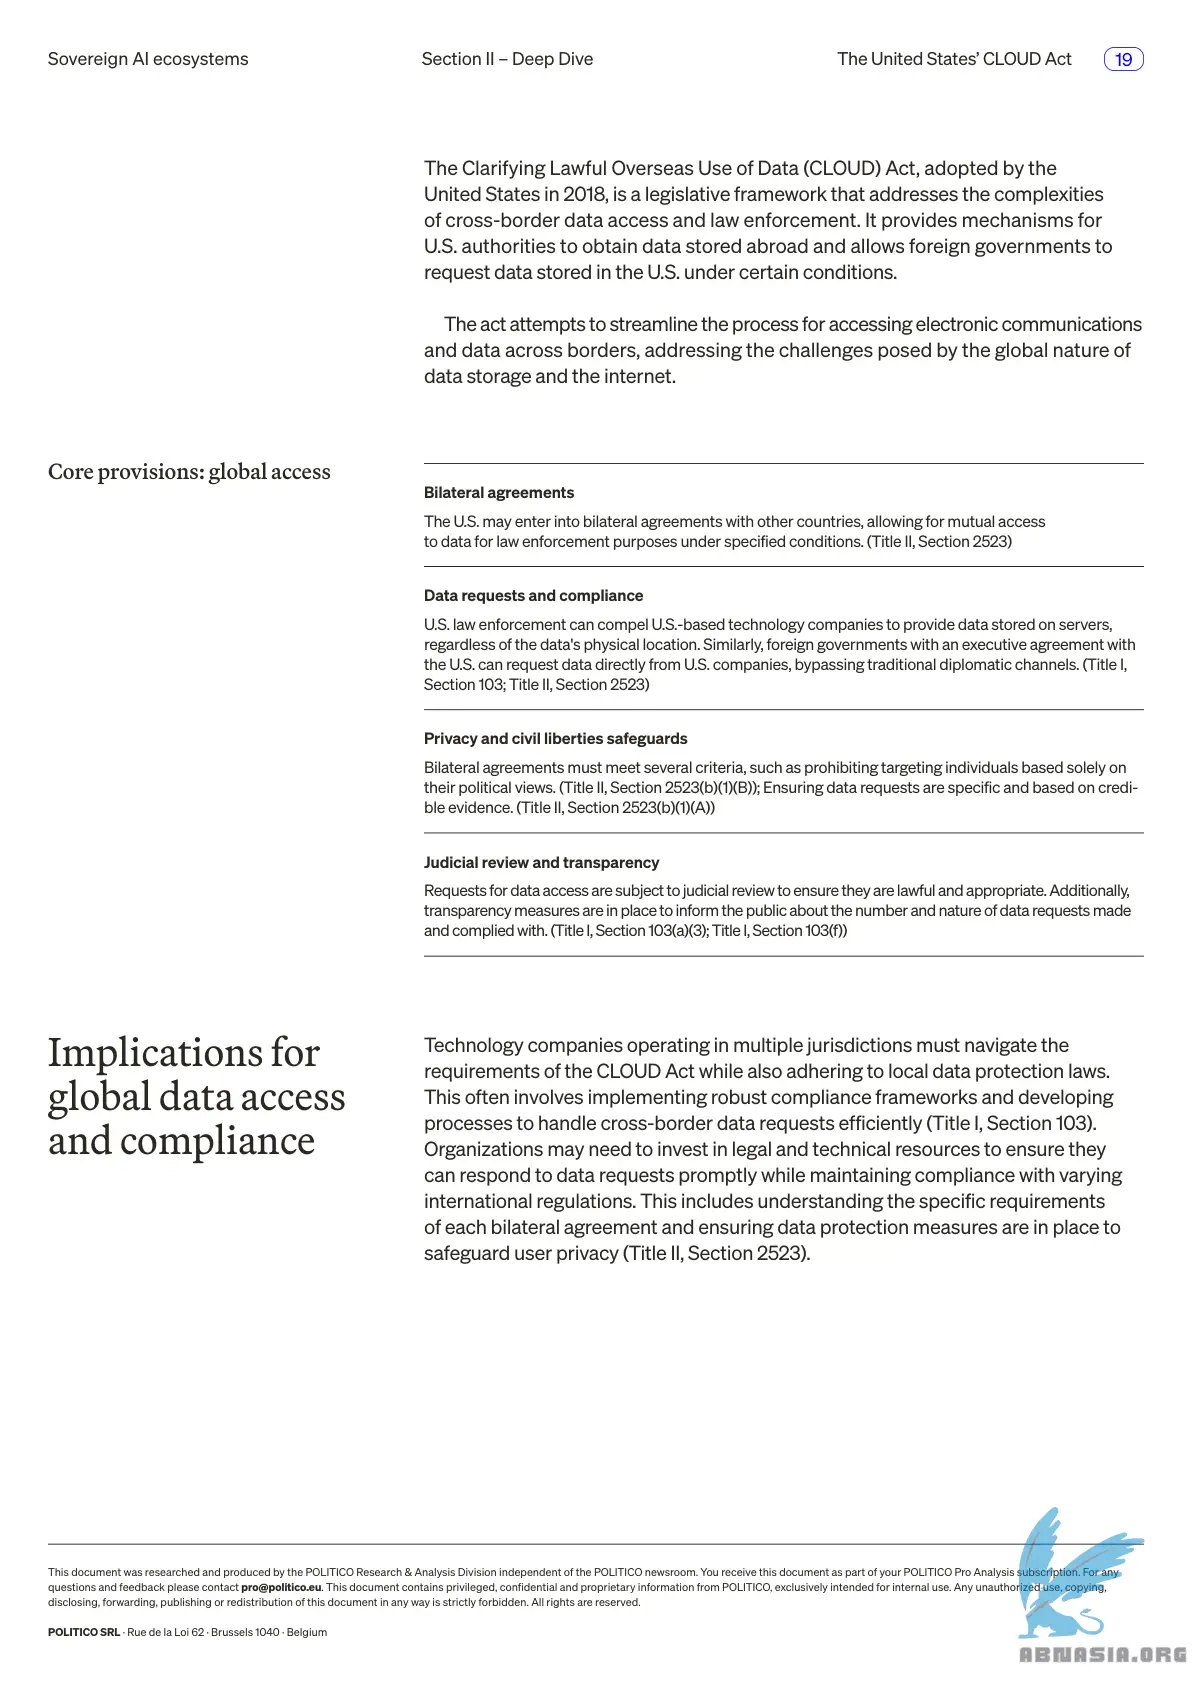 Sovereign AI ecosystems
Section II – Deep Dive
The United States’ CLOUD Act
19
The Clarifying Lawful Overseas Use of Data (CLOUD) Act, adopted by the
United States in 2018, is a legislative framework that addresses the complexities
of cross-border data access and law enforcement. It provides mechanisms for
U.S. authorities to obtain data stored abroad and allows foreign governments to
request data stored in the U.S. under certain conditions.
The act attempts to streamline the process for accessing electronic communications
and data across borders, addressing the challenges posed by the global nature of
data storage and the internet.
Core provisions: global access
Bilateral agreements
The U.S. may enter into bilateral agreements with other countries, allowing for mutual access
to data for law enforcement purposes under specified conditions. (Title II, Section 2523)
Data requests and compliance
U.S. law enforcement can compel U.S.-based technology companies to provide data stored on servers,
regardless of the data's physical location. Similarly, foreign governments with an executive agreement with
the U.S. can request data directly from U.S. companies, bypassing traditional diplomatic channels. (Title I,
Section 103; Title II, Section 2523)
Privacy and civil liberties safeguards
Bilateral agreements must meet several criteria, such as prohibiting targeting individuals based solely on
their political views. (Title II, Section 2523(b)(1)(B)); Ensuring data requests are specific and based on credi-
ble evidence. (Title II, Section 2523(b)(1)(A))
Judicial review and transparency
Requests for data access are subject to judicial review to ensure they are lawful and appropriate. Additionally,
transparency measures are in place to inform the public about the number and nature of data requests made
and complied with. (Title I, Section 103(a)(3); Title I, Section 103(f))
Implications for
global data access
and compliance
Technology companies operating in multiple jurisdictions must navigate the
requirements of the CLOUD Act while also adhering to local data protection laws.
This often involves implementing robust compliance frameworks and developing
processes to handle cross-border data requests efficiently (Title I, Section 103).
Organizations may need to invest in legal and technical resources to ensure they
can respond to data requests promptly while maintaining compliance with varying
international regulations. This includes understanding the specific requirements
of each bilateral agreement and ensuring data protection measures are in place to
safeguard user privacy (Title II, Section 2523).
This document was researched and produced by the POLITICO Research & Analysis Division independent of the POLITICO newsroom. You receive this document as part of your POLITICO Pro Analysis subscription. For any
questions and feedback please contact pro@politico.eu. This document contains privileged, confidential and proprietary information from POLITICO, exclusively intended for internal use. Any unauthorized use, copying,
disclosing, forwarding, publishing or redistribution of this document in any way is strictly forbidden. All rights are reserved.
POLITICO SRL · Rue de la Loi 62 · Brussels 1040 · Belgium
ABNASIA.ORG